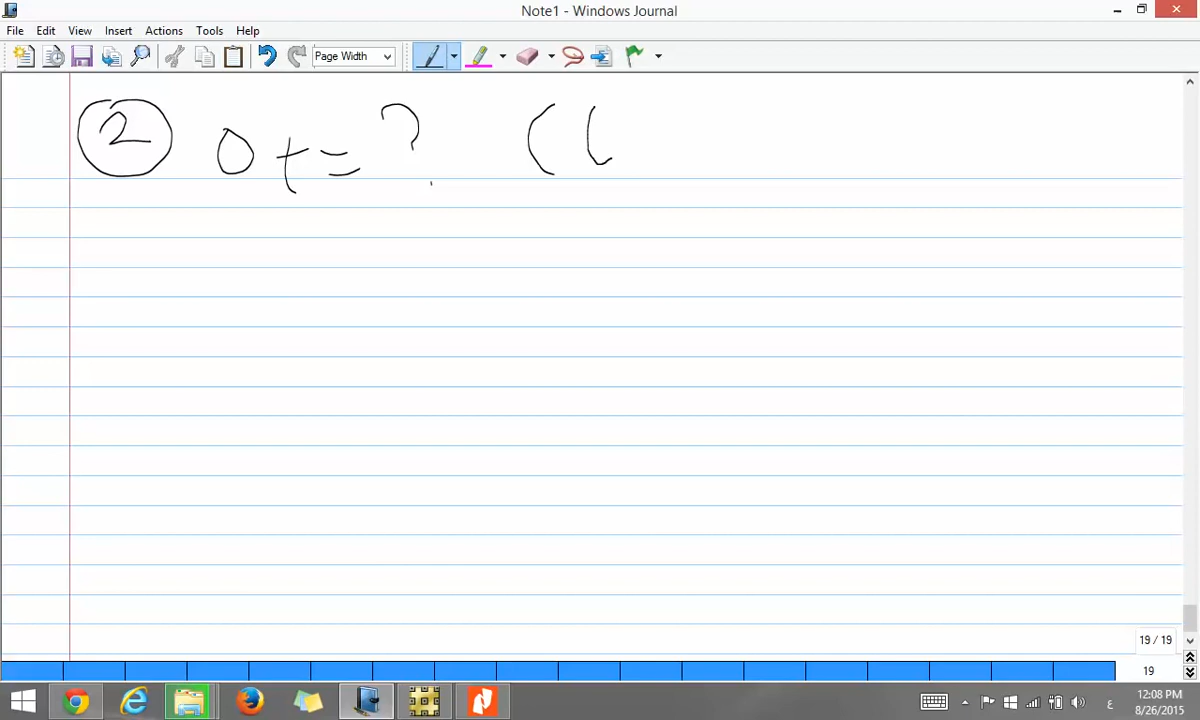 Note1 - Windows Journal
File Edit View Insert Actions Tools Help
Page Width
② 0 t = ? (
19 / 19
19
12:08 PM
ع
8/26/2015